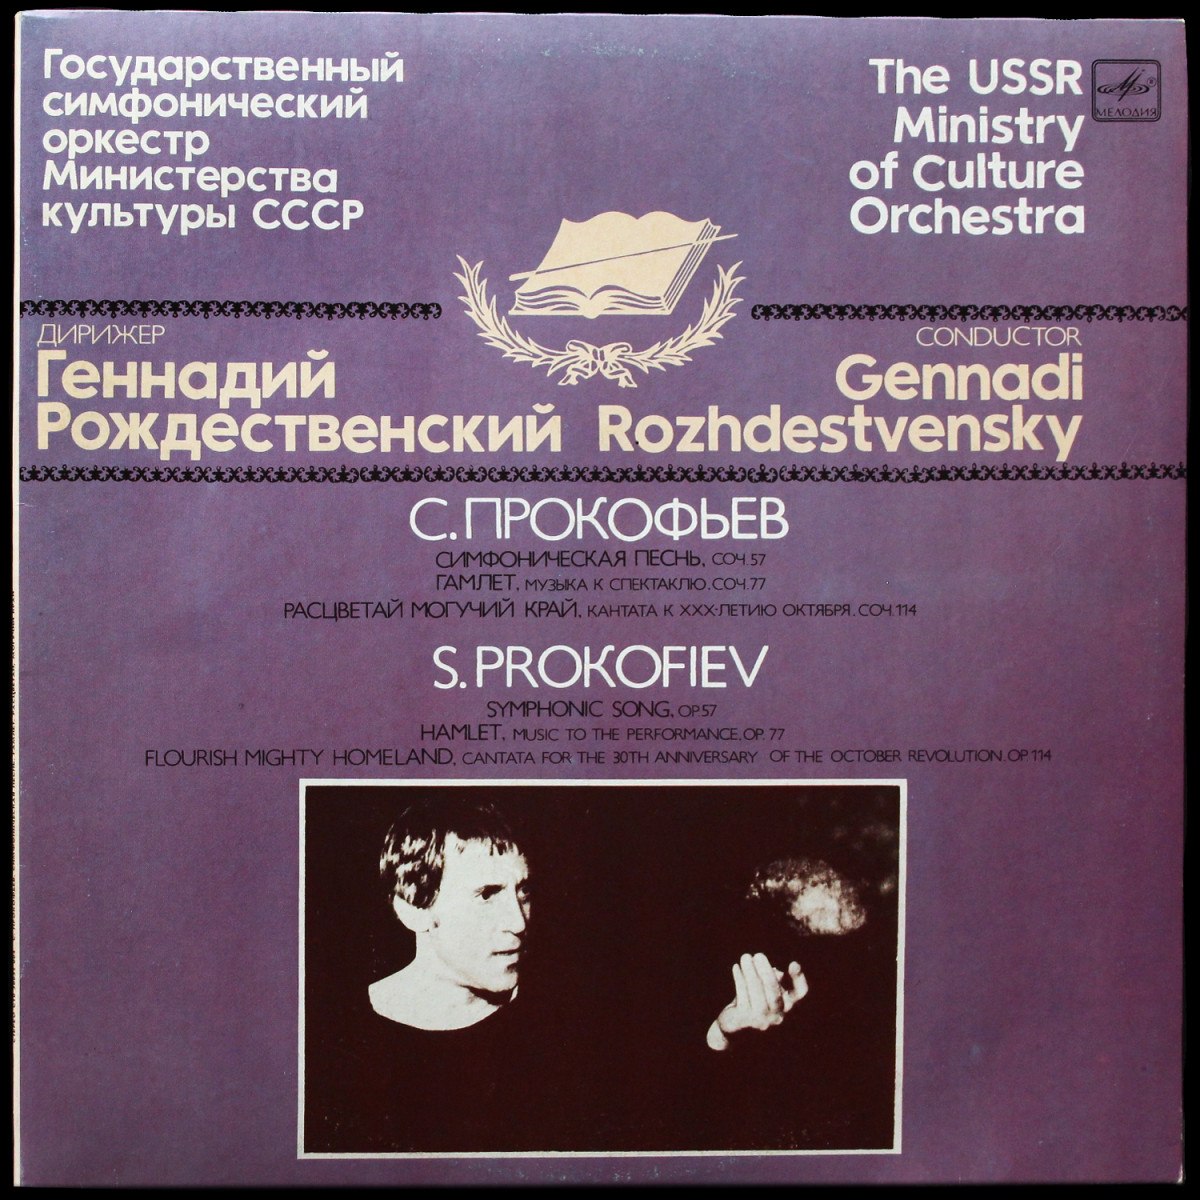 Государственный
симфонический
оркестр
Министерства
культуры СССР
The USSR
Ministry
of Culture
Orchestra
МЕЛОДИЯ
ДИРИЖЕР
Геннадий
Рождественский
CONDUCTOR
Gennadi
Rozhdestvensky
С.ПРОКОФЬЕВ
СИМФОНИЧЕСКАЯ ПЕСНЬ, СОЧ.57
ГАМЛЕТ, МУЗЫКА К СПЕКТАКЛЮ.СОЧ.77
РАСЦВЕТАЙ МОГУЧИЙ КРАЙ, КАНТАТА К XXX-ЛЕТИЮ ОКТЯБРЯ.СОЧ.114
S.PROKOFIEV
SYMPHONIC SONG, OP.57
HAMLET, MUSIC TO THE PERFORMANCE, OP. 77
FLOURISH MIGHTY HOMELAND, CANTATA FOR THE 30TH ANNIVERSARY OF THE OCTOBER REVOLUTION. OP.114